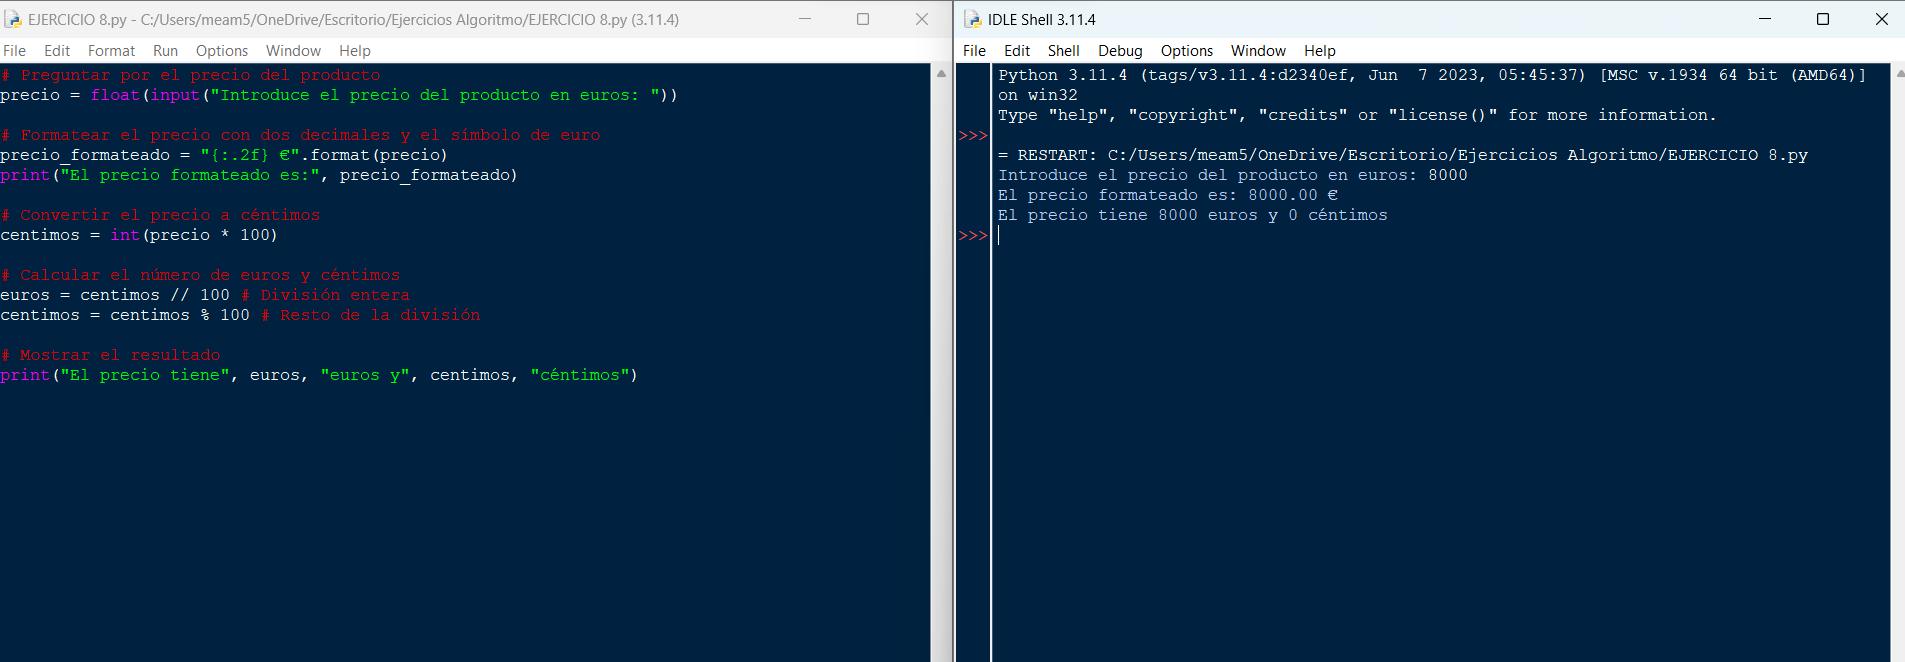 EJERCICIO 8.py - C:/Users/meam5/OneDrive/Escritorio/Ejercicios Algoritmo/EJERCICIO 8.py (3.11.4)
File Edit Format Run Options Window Help
# Preguntar por el precio del producto
precio = float(input("Introduce el precio del producto en euros: "))
# Formatear el precio con dos decimales y el símbolo de euro
precio_formateado = "{:.2f} €".format(precio)
print("El precio formateado es:", precio_formateado)
# Convertir el precio a céntimos
centimos = int(precio * 100)
# Calcular el número de euros y céntimos
euros = centimos // 100 # División entera
centimos = centimos % 100 # Resto de la división
# Mostrar el resultado
print("El precio tiene", euros, "euros y", centimos, "céntimos")
IDLE Shell 3.11.4
File Edit Shell Debug Options Window Help
Python 3.11.4 (tags/v3.11.4:d2340ef, Jun  7 2023, 05:45:37) [MSC v.1934 64 bit (AMD64)]
on win32
Type "help", "copyright", "credits" or "license()" for more information.
>>>
= RESTART: C:/Users/meam5/OneDrive/Escritorio/Ejercicios Algoritmo/EJERCICIO 8.py
Introduce el precio del producto en euros: 8000
El precio formateado es: 8000.00 €
El precio tiene 8000 euros y 0 céntimos
>>>